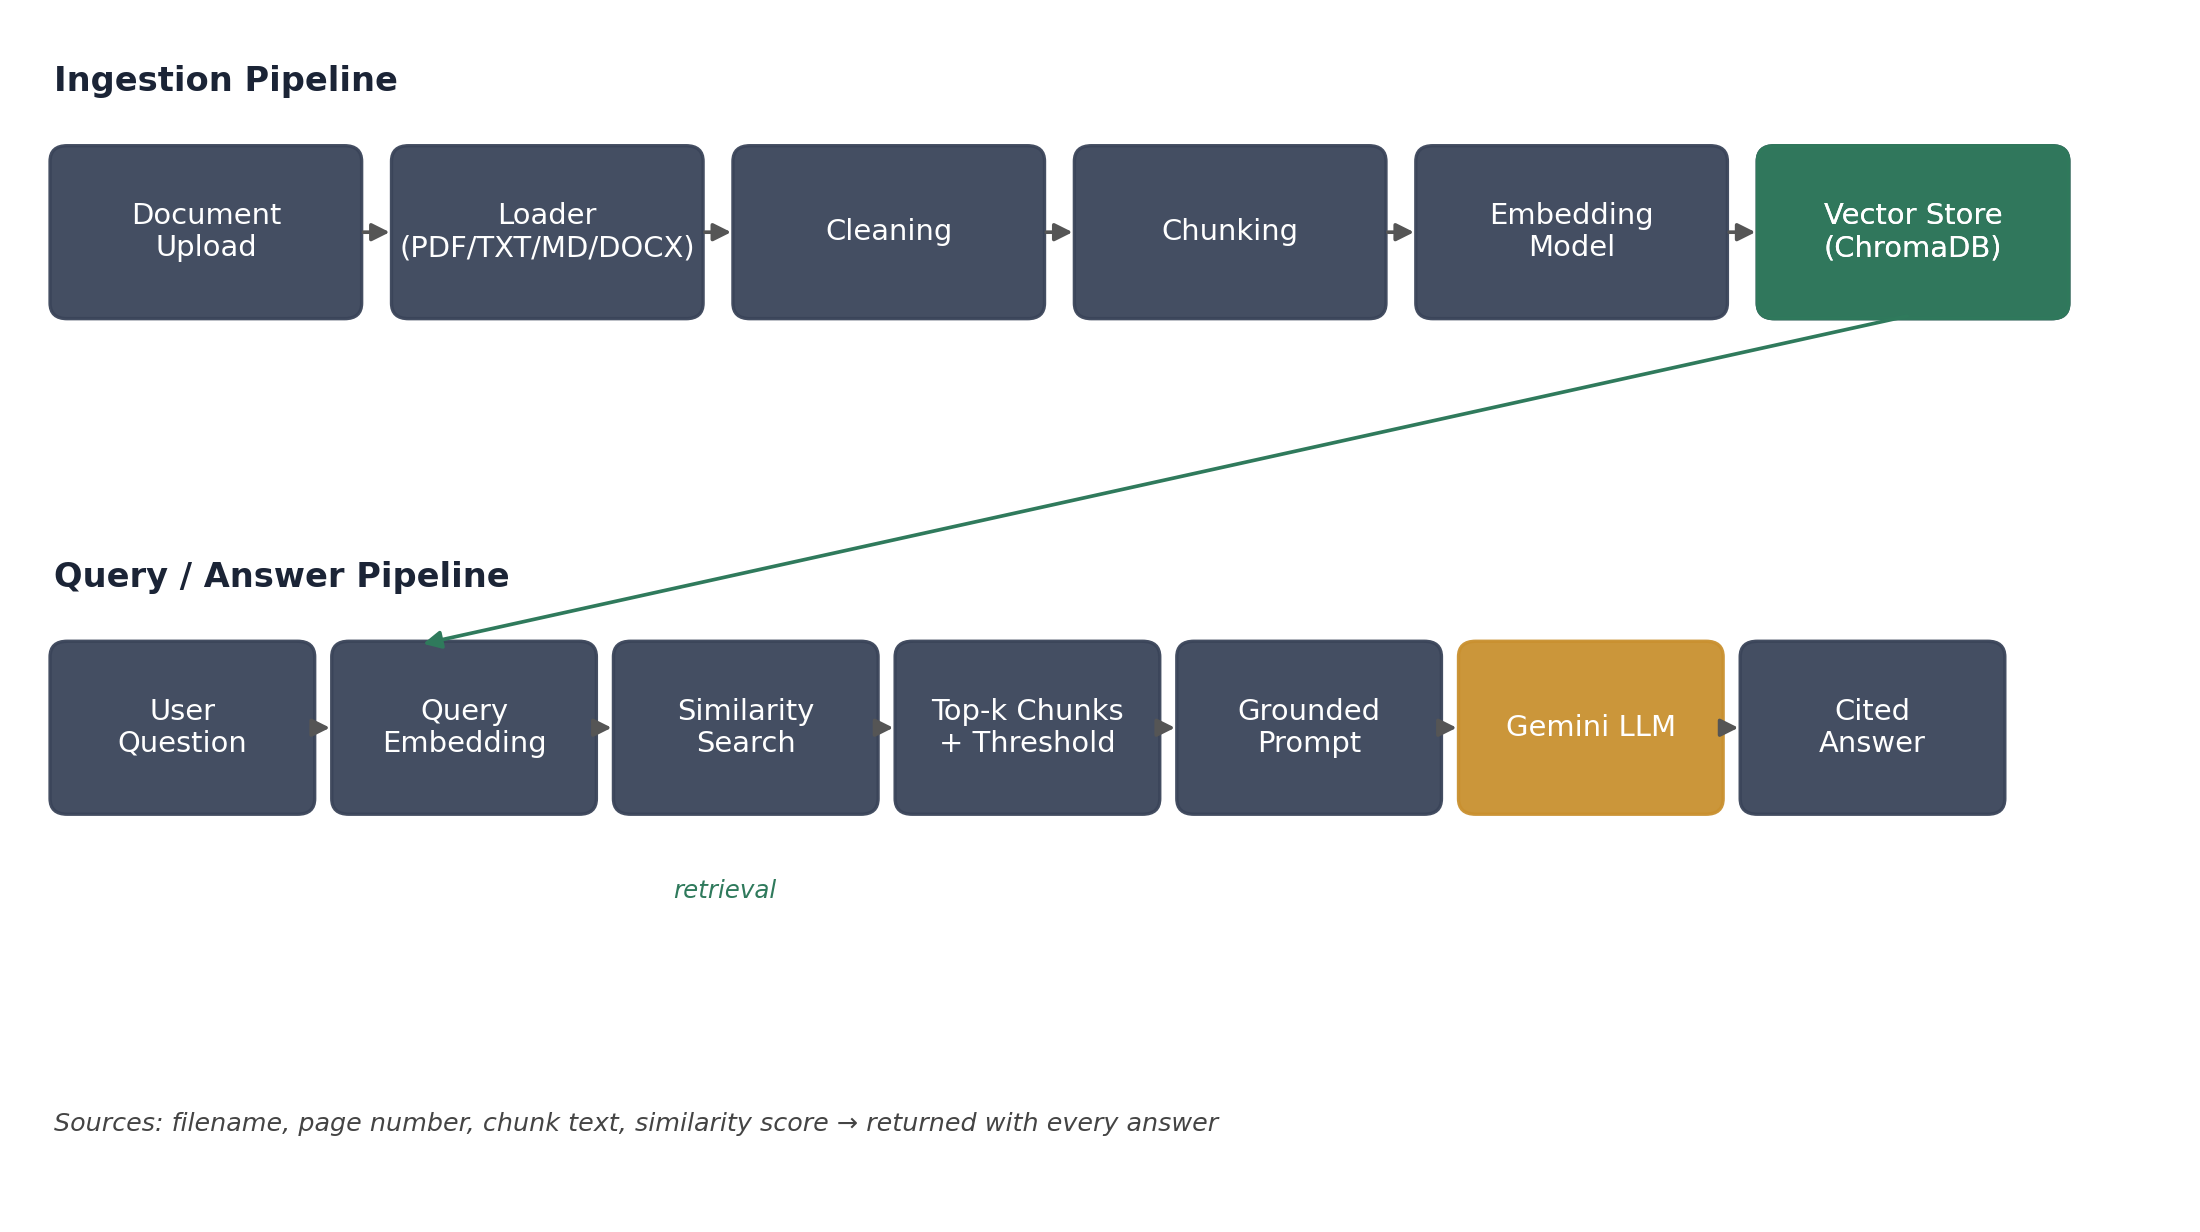 Ingestion Pipeline
Document
Upload
Loader
(PDF/TXT/MD/DOCX)
Cleaning
Chunking
Embedding
Model
Vector Store
(ChromaDB)
Query / Answer Pipeline
User
Question
Query
Embedding
Similarity
Search
Top-k Chunks
+ Threshold
Grounded
Prompt
Gemini LLM
Cited
Answer
retrieval
Sources: filename, page number, chunk text, similarity score → returned with every answer